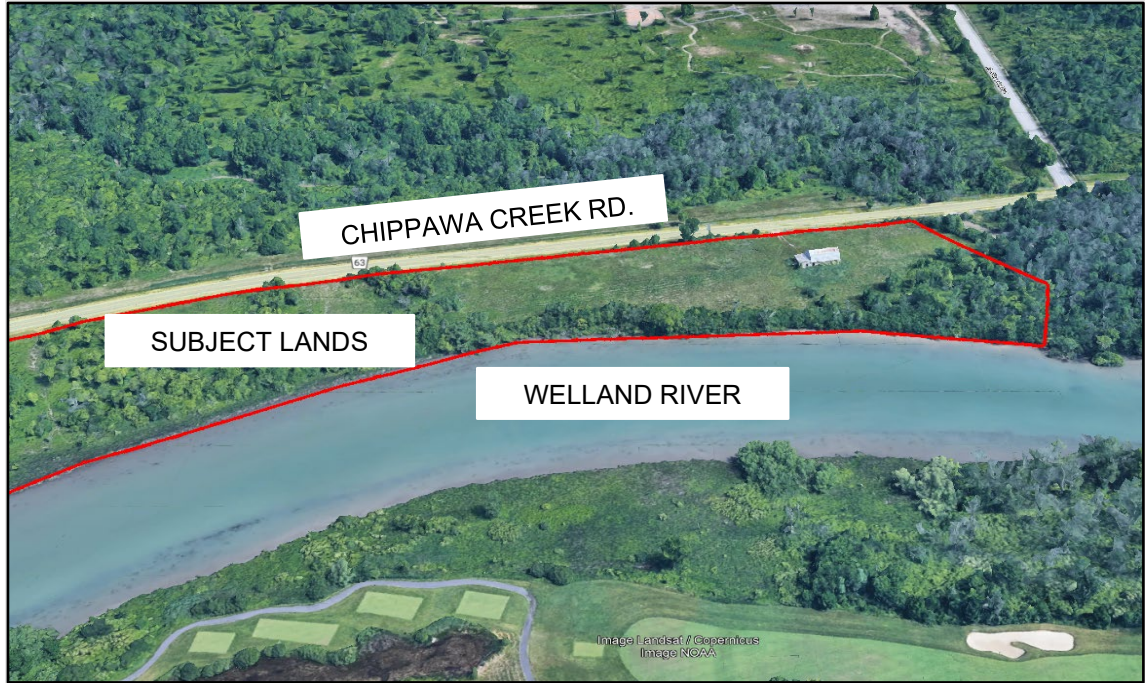 CHIPPAWA CREEK RD.
63
SUBJECT LANDS
WELLAND RIVER
Image Landsat / Copernicus
Image NOAA